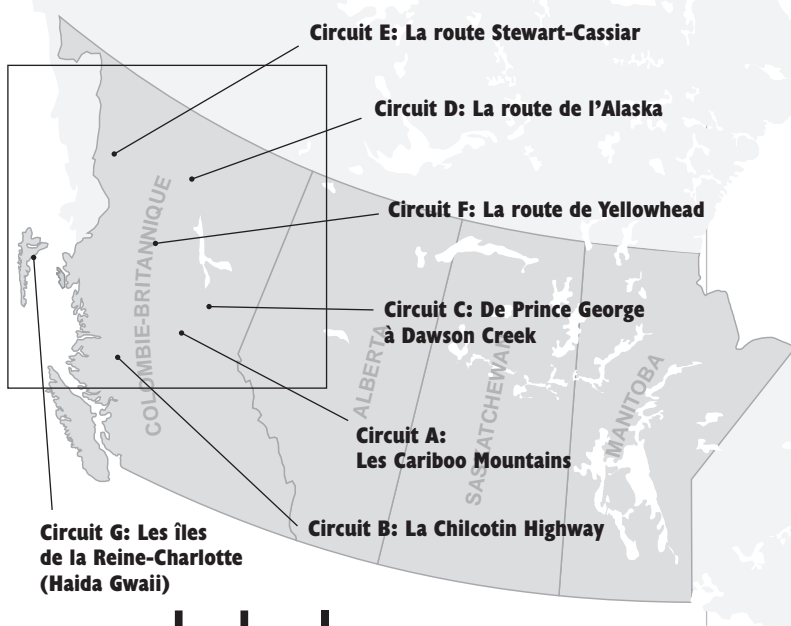 Circuit E: La route Stewart-Cassiar
Circuit D: La route de l'Alaska
Circuit F: La route de Yellowhead
Circuit C: De Prince George
à Dawson Creek
Circuit A:
Les Cariboo Mountains
Circuit B: La Chilcotin Highway
Circuit G: Les îles
de la Reine-Charlotte
(Haida Gwaii)
COLOMBIE-BRITANNIQUE
ALBERTA
SASKATCHEWAN
MANITOBA